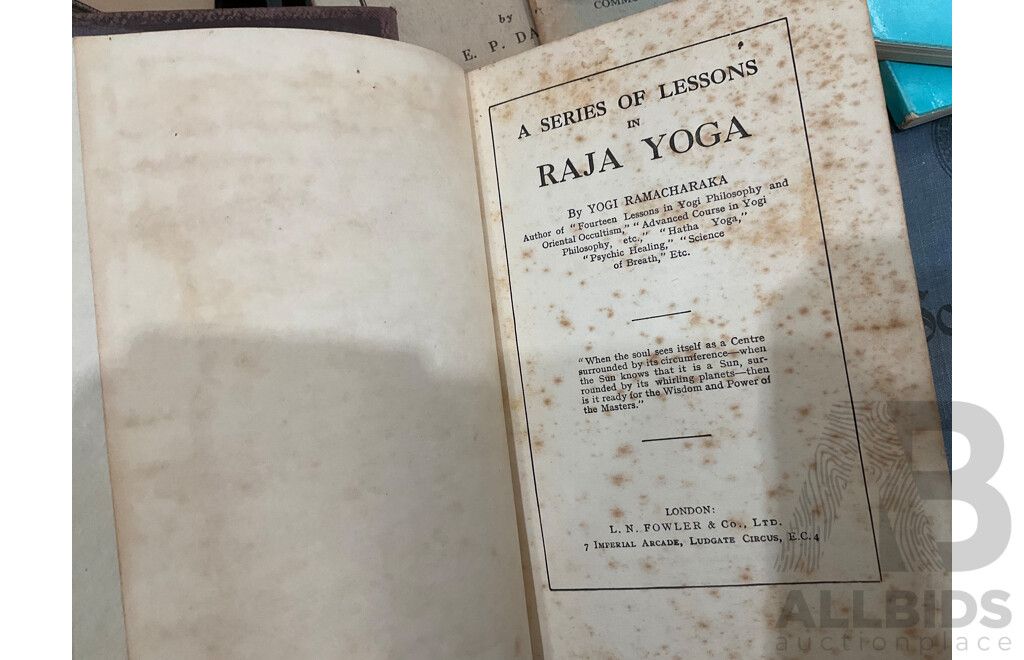 by
E. P. DA
COMM
A SERIES OF LESSONS
IN
RAJA YOGA
By YOGI RAMACHARAKA
Author of "Fourteen Lessons in Yogi Philosophy and
Oriental Occultism," "Advanced Course in Yogi
Philosophy, etc.," "Hatha Yoga,"
"Psychic Healing," "Science
of Breath," Etc.
"When the soul sees itself as a Centre
surrounded by its circumference—when
the Sun knows that it is a Sun, sur-
rounded by its whirling planets—then
is it ready for the Wisdom and Power of
the Masters."
LONDON:
L. N. FOWLER & Co., LTD.
7 IMPERIAL ARCADE, LUDGATE CIRCUS, E.C.4
AB
ALLBIDS
auctionplace